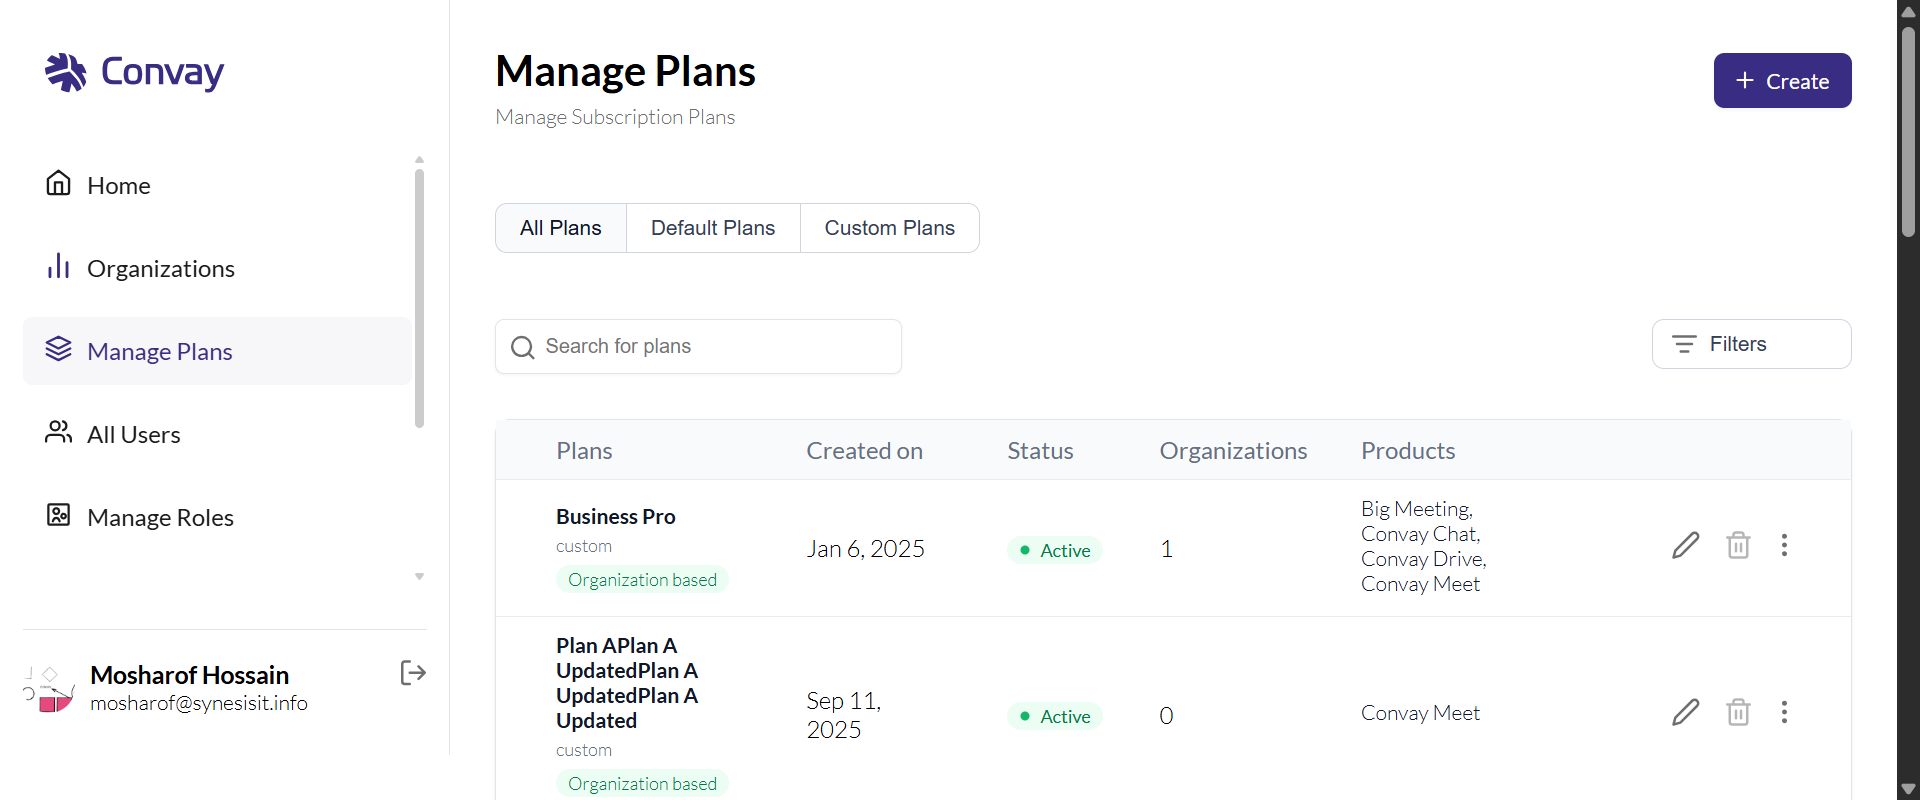 Convay
Home
Organizations
Manage Plans
All Users
Manage Roles
Mosharof Hossain
mosharof@synesisit.info
Manage Plans
Manage Subscription Plans
Create
All Plans
Default Plans
Custom Plans
Search for plans
Filters
Plans
Created on
Status
Organizations
Products
Business Pro
custom
Organization based
Jan 6, 2025
Active
1
Big Meeting,
Convay Chat,
Convay Drive,
Convay Meet
Plan APlan A
UpdatedPlan A
UpdatedPlan A
Updated
custom
Organization based
Sep 11,
2025
Active
0
Convay Meet